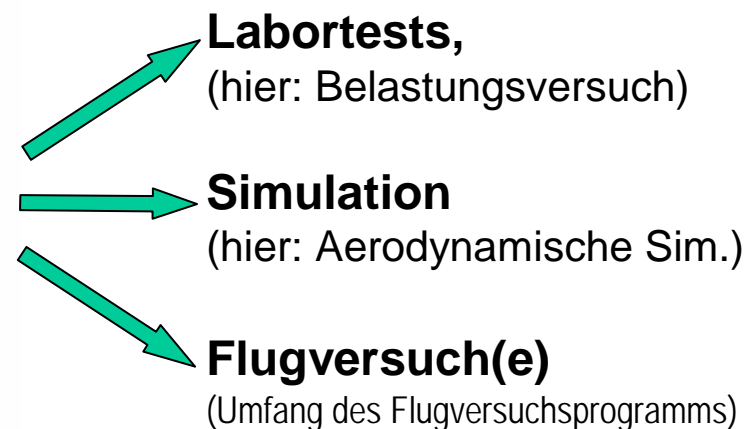 Labortests,
(hier: Belastungsversuch)
Simulation
(hier: Aerodynamische Sim.)
Flugversuch(e)
(Umfang des Flugversuchsprogramms)